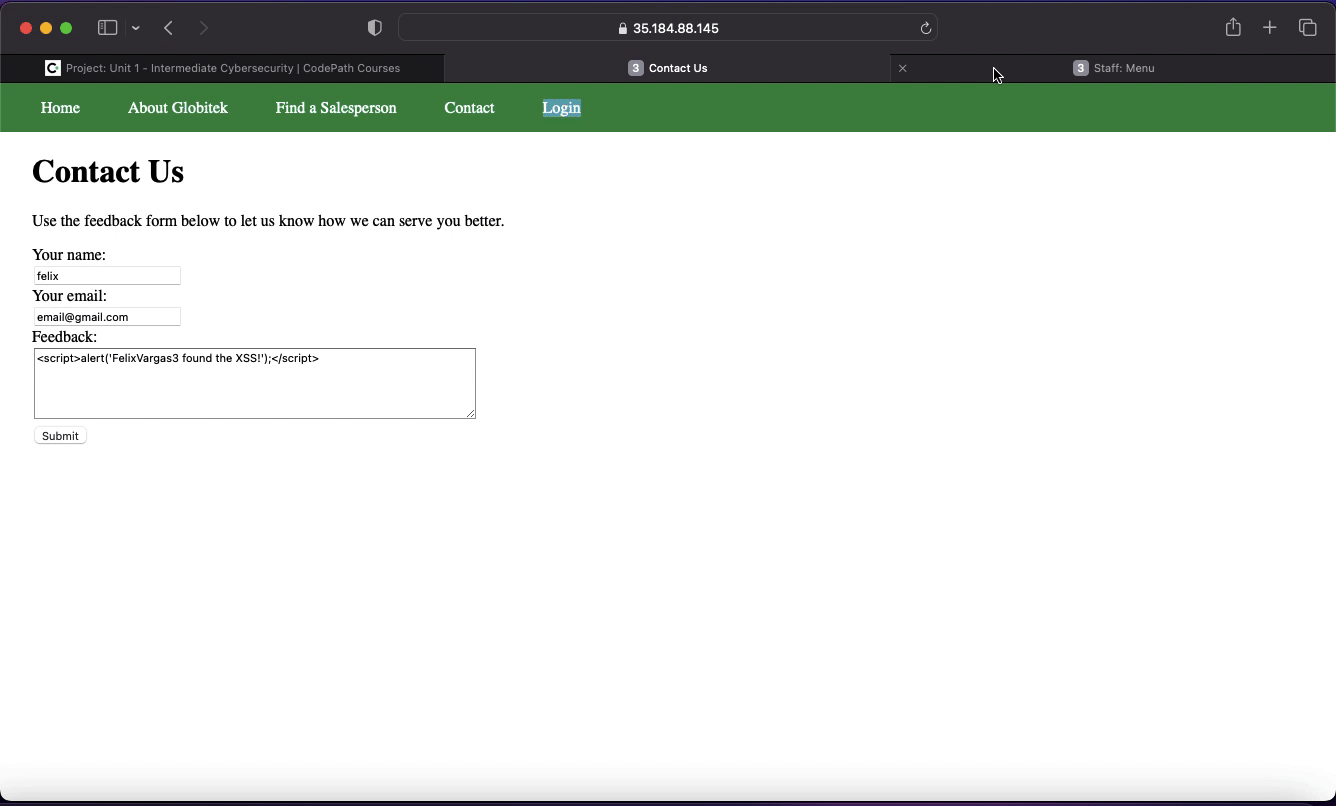 35.184.88.145
C Project: Unit 1 - Intermediate Cybersecurity | CodePath Courses
3 Contact Us
3 Staff: Menu
Home About Globitek Find a Salesperson Contact Login
Contact Us
Use the feedback form below to let us know how we can serve you better.
Your name:
felix
Your email:
email@gmail.com
Feedback:
<script>alert('FelixVargas3 found the XSS!');</script>
Submit